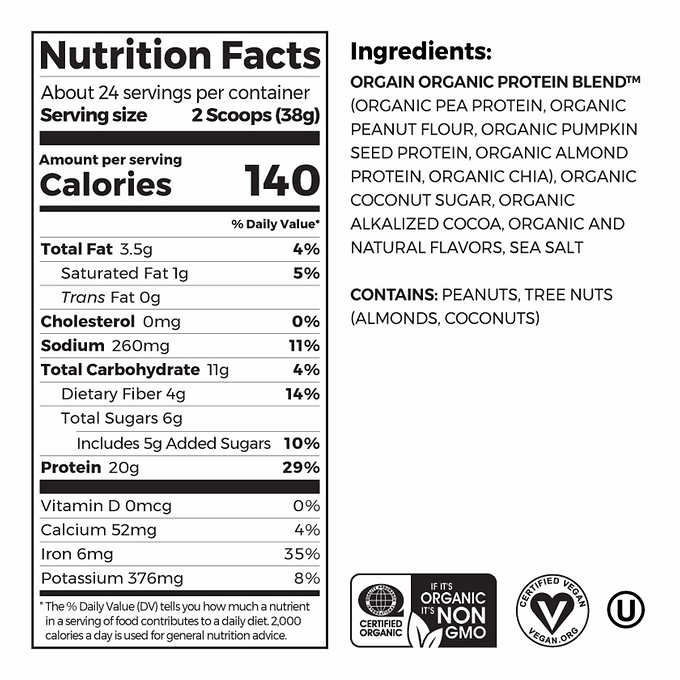 Nutrition Facts
About 24 servings per container
Serving size 2 Scoops (38g)
Amount per serving
Calories 140
% Daily Value*
Total Fat 3.5g 4%
Saturated Fat 1g 5%
Trans Fat 0g
Cholesterol 0mg 0%
Sodium 260mg 11%
Total Carbohydrate 11g 4%
Dietary Fiber 4g 14%
Total Sugars 6g
Includes 5g Added Sugars 10%
Protein 20g 29%
Vitamin D 0mcg 0%
Calcium 52mg 4%
Iron 6mg 35%
Potassium 376mg 8%
* The % Daily Value (DV) tells you how much a nutrient
in a serving of food contributes to a daily diet. 2,000
calories a day is used for general nutrition advice.
Ingredients:
ORGAIN ORGANIC PROTEIN BLEND™
(ORGANIC PEA PROTEIN, ORGANIC
PEANUT FLOUR, ORGANIC PUMPKIN
SEED PROTEIN, ORGANIC ALMOND
PROTEIN, ORGANIC CHIA), ORGANIC
COCONUT SUGAR, ORGANIC
ALKALIZED COCOA, ORGANIC AND
NATURAL FLAVORS, SEA SALT
CONTAINS: PEANUTS, TREE NUTS
(ALMONDS, COCONUTS)
CERTIFIED
ORGANIC
IF IT'S
ORGANIC
IT'S NON
GMO
CERTIFIED VEGAN
V
VEGAN.ORG
U